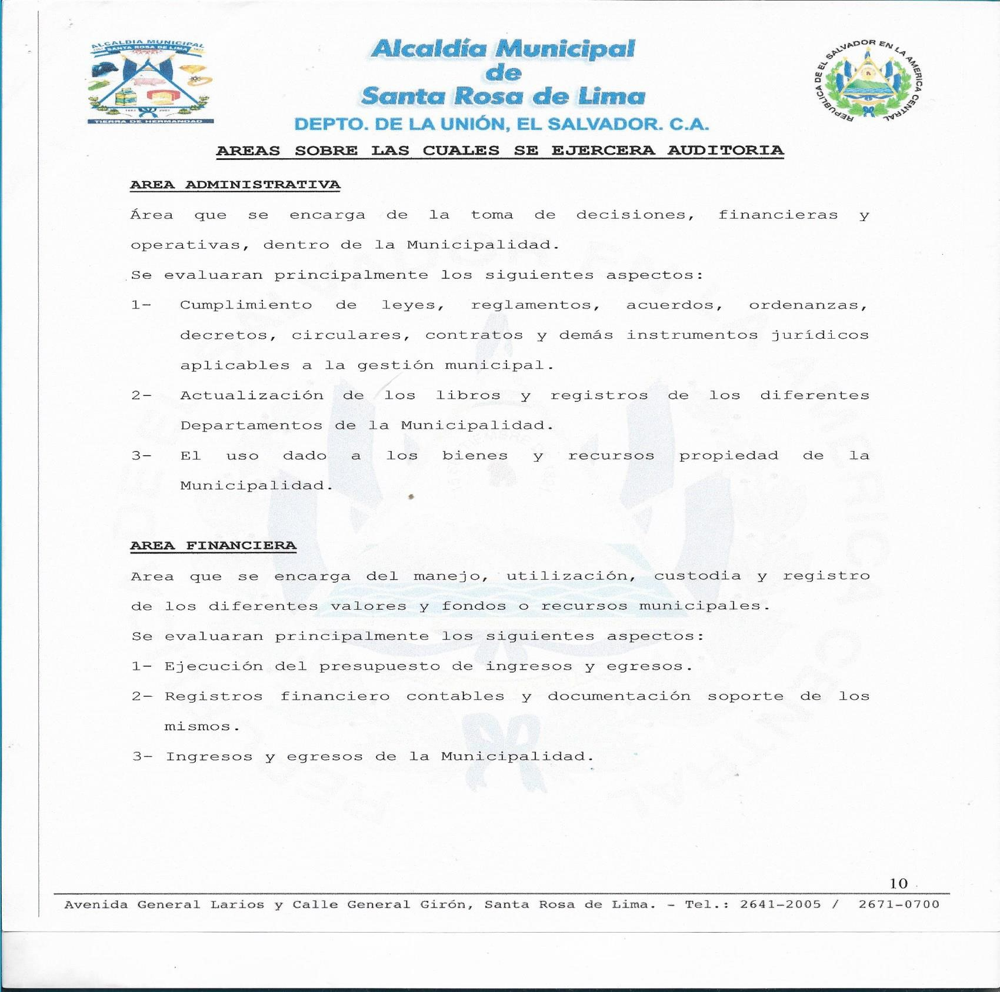 ALCALDIA MUNICIPAL
SANTA ROSA DE LIMA
TIERRA DE HERMANDAD
Alcaldía Municipal
de
Santa Rosa de Lima
DEPTO. DE LA UNIÓN, EL SALVADOR. C.A.
REPUBLICA DE EL SALVADOR EN LA AMERICA CENTRAL
AREAS SOBRE LAS CUALES SE EJERCERA AUDITORIA
AREA ADMINISTRATIVA
Área que se encarga de la toma de decisiones, financieras y
operativas, dentro de la Municipalidad.
Se evaluaran principalmente los siguientes aspectos:
1- Cumplimiento de leyes, reglamentos, acuerdos, ordenanzas,
decretos, circulares, contratos y demás instrumentos jurídicos
aplicables a la gestión municipal.
2- Actualización de los libros y registros de los diferentes
Departamentos de la Municipalidad.
3- El uso dado a los bienes y recursos propiedad de la
Municipalidad.
AREA FINANCIERA
Area que se encarga del manejo, utilización, custodia y registro
de los diferentes valores y fondos o recursos municipales.
Se evaluaran principalmente los siguientes aspectos:
1- Ejecución del presupuesto de ingresos y egresos.
2- Registros financiero contables y documentación soporte de los
mismos.
3- Ingresos y egresos de la Municipalidad.
10
Avenida General Larios y Calle General Girón, Santa Rosa de Lima. - Tel.: 2641-2005 / 2671-0700